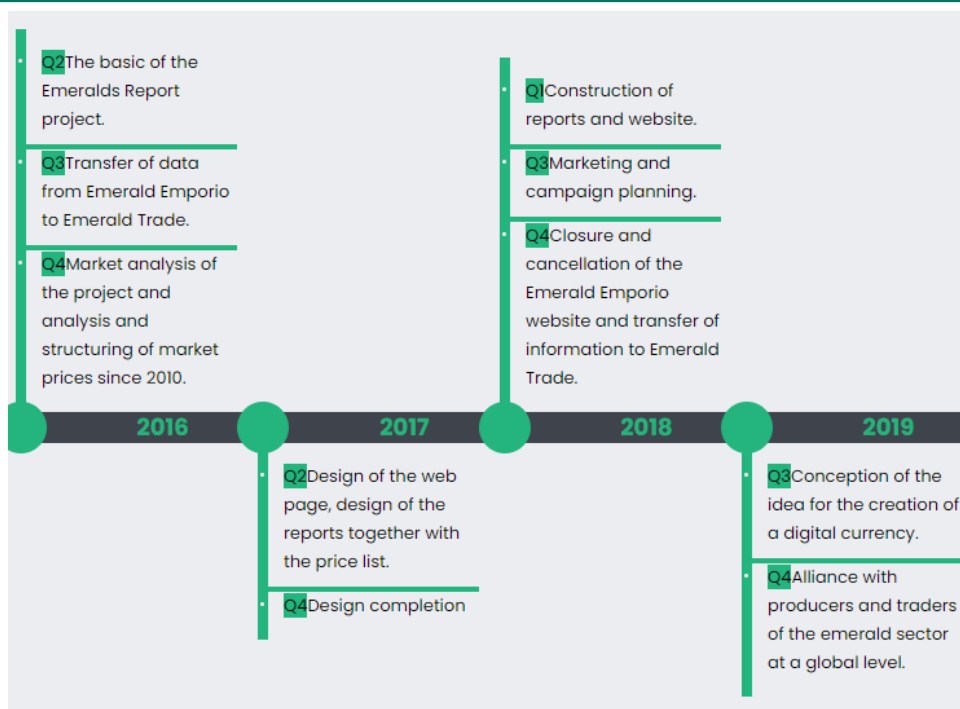 Q2The basic of the
Emeralds Report
project.
Q3Transfer of data
from Emerald Emporio
to Emerald Trade.
Q4Market analysis of
the project and
analysis and
structuring of market
prices since 2010.
2016
Q2Design of the web
page, design of the
reports together with
the price list.
Q4Design completion
2017
Q1Construction of
reports and website.
Q3Marketing and
campaign planning.
Q4Closure and
cancellation of the
Emerald Emporio
website and transfer of
information to Emerald
Trade.
2018
Q3Conception of the
idea for the creation of
a digital currency.
Q4Alliance with
producers and traders
of the emerald sector
at a global level.
2019